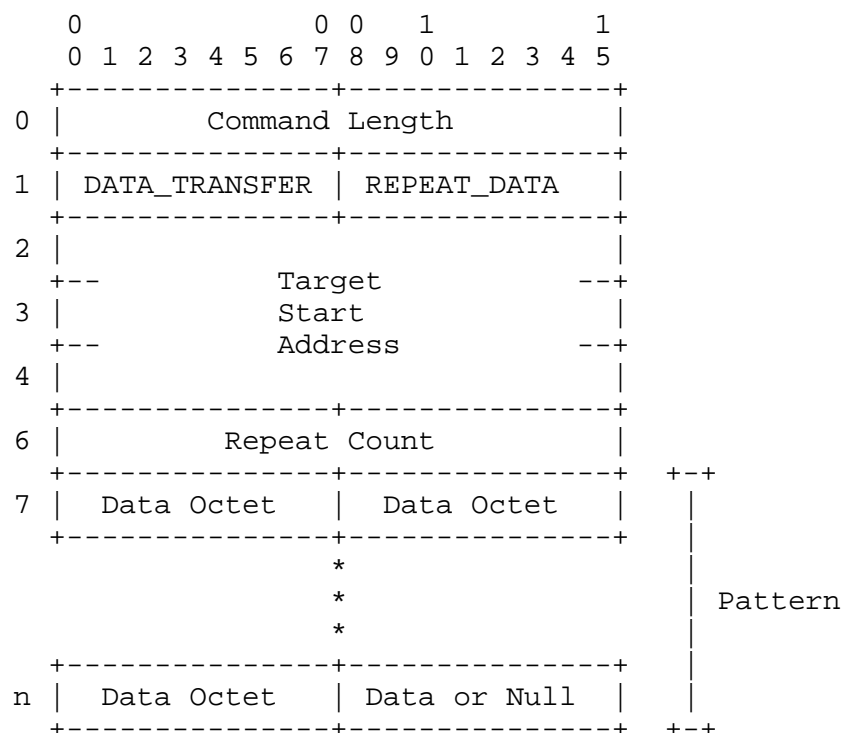 0 0 0 1 1
0 1 2 3 4 5 6 7 8 9 0 1 2 3 4 5
0 | Command Length |
1 | DATA_TRANSFER | REPEAT_DATA |
2 | |
+-- Target --+
3 | Start |
+-- Address --+
4 | |
6 | Repeat Count |
7 | Data Octet | Data Octet |
*
* | Pattern
*
n | Data Octet | Data or Null |